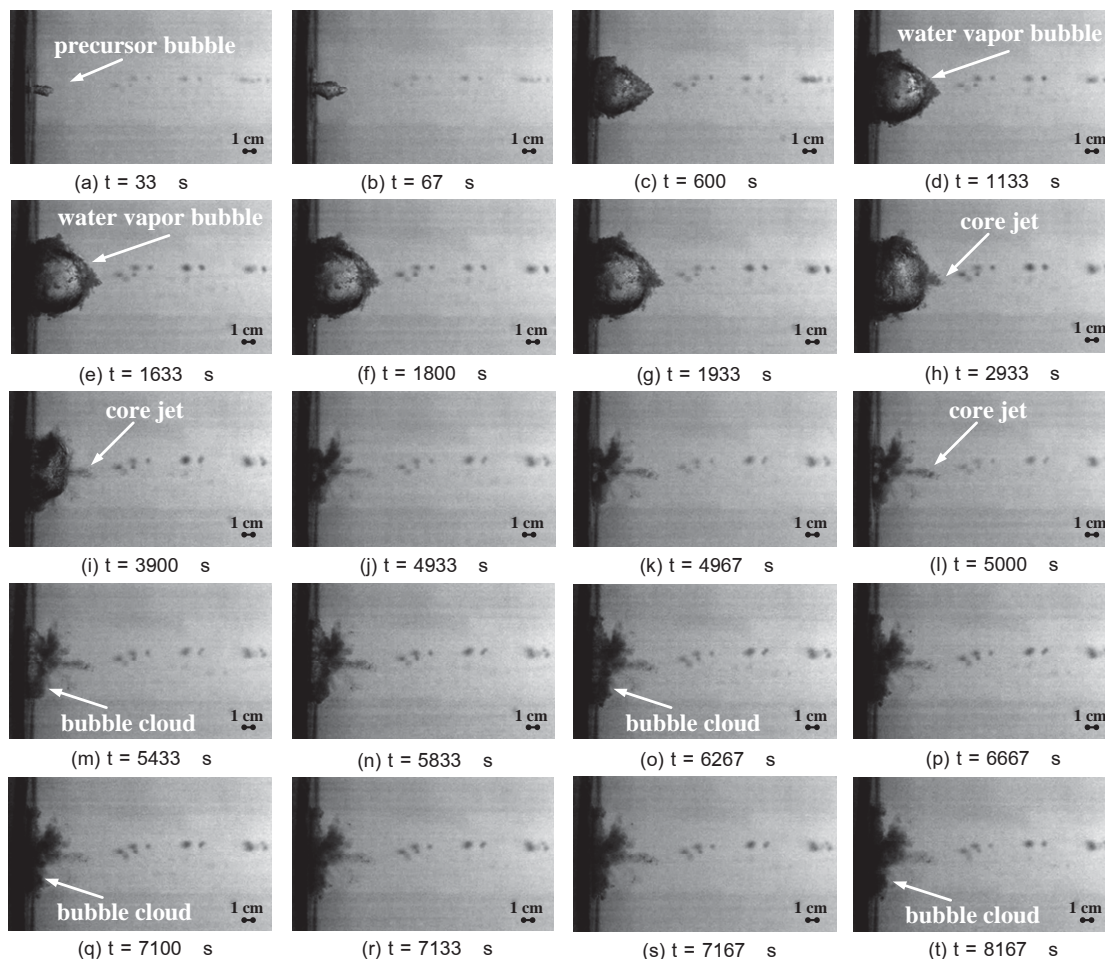 precursor bubble
1 cm
1 cm
1 cm
water vapor bubble
1 cm
(a) t = 33 s
(b) t = 67 s
(c) t = 600 s
(d) t = 1133 s
water vapor bubble
1 cm
1 cm
1 cm
core jet
1 cm
(e) t = 1633 s
(f) t = 1800 s
(g) t = 1933 s
(h) t = 2933 s
core jet
1 cm
1 cm
1 cm
core jet
1 cm
(i) t = 3900 s
(j) t = 4933 s
(k) t = 4967 s
(l) t = 5000 s
bubble cloud
1 cm
1 cm
bubble cloud
1 cm
1 cm
(m) t = 5433 s
(n) t = 5833 s
(o) t = 6267 s
(p) t = 6667 s
bubble cloud
1 cm
1 cm
1 cm
bubble cloud
1 cm
(q) t = 7100 s
(r) t = 7133 s
(s) t = 7167 s
(t) t = 8167 s